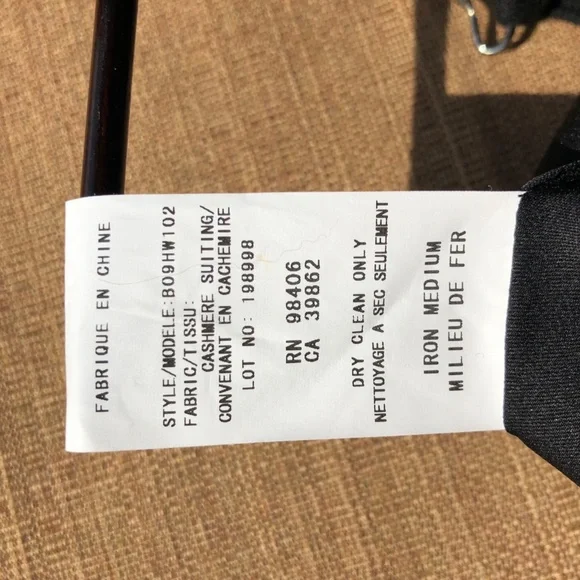 FABRIQUE EN CHINE
STYLE/MODELE:B09HW102
FABRIC/TISSU:
CASHMERE SUITING/
CONVENANT EN CACHEMIRE
LOT NO: 198998
RN 98406
CA 39862
DRY CLEAN ONLY
NETTOYAGE A SEC SEULEMENT
IRON MEDIUM
MILIEU DE FER